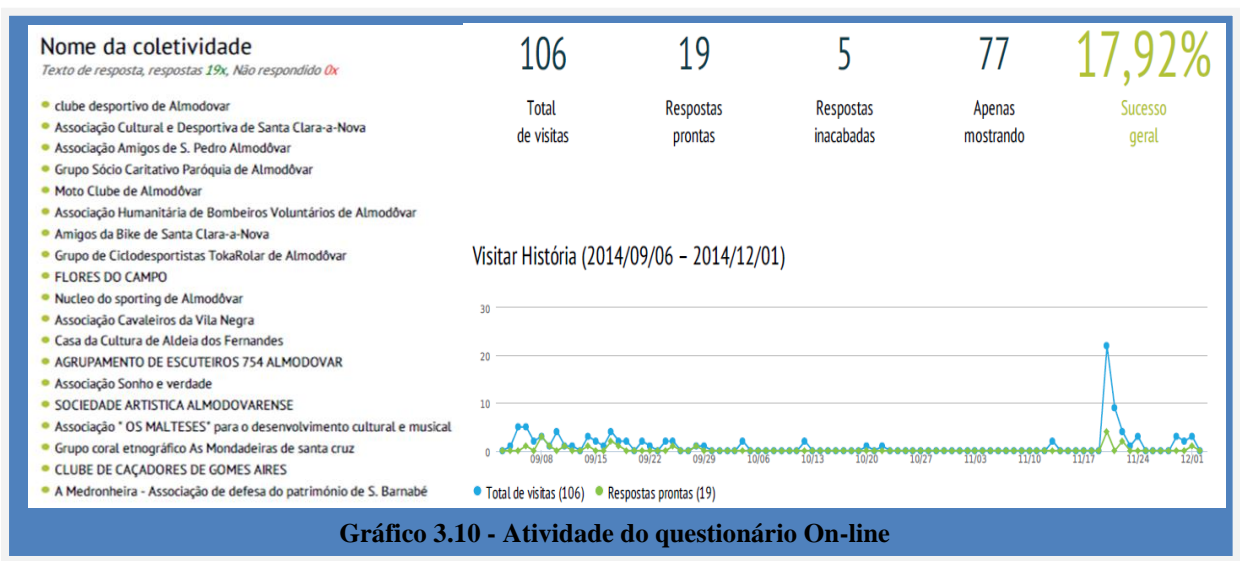 Nome da coletividade
Texto de resposta, respostas 19x, Não respondido 0x
clube desportivo de Almodovar
Associação Cultural e Desportiva de Santa Clara-a-Nova
Associação Amigos de S. Pedro Almodôvar
Grupo Sócio Caritativo Paróquia de Almodôvar
Moto Clube de Almodôvar
Associação Humanitária de Bombeiros Voluntários de Almodôvar
Amigos da Bike de Santa Clara-a-Nova
Grupo de Ciclodesportistas TokaRolar de Almodôvar
FLORES DO CAMPO
Nucleo do sporting de Almodôvar
Associação Cavaleiros da Vila Negra
Casa da Cultura de Aldeia dos Fernandes
AGRUPAMENTO DE ESCUTEIROS 754 ALMODOVAR
Associação Sonho e verdade
SOCIEDADE ARTISTICA ALMODOVARENSE
Associação " OS MALTESES" para o desenvolvimento cultural e musical
Grupo coral etnográfico As Mondadeiras de santa cruz
CLUBE DE CAÇADORES DE GOMES AIRES
A Medronheira - Associação de defesa do património de S. Barnabé
106 19 5 77 17,92%
Total Respostas Respostas Apenas Sucesso
de visitas prontas inacabadas mostrando geral
Visitar História (2014/09/06 – 2014/12/01)
30
20
10
0
09/08 09/15 09/22 09/29 10/06 10/13 10/20 10/27 11/03 11/10 11/17 11/24 12/01
Total de visitas (106) Respostas prontas (19)
Gráfico 3.10 - Atividade do questionário On-line